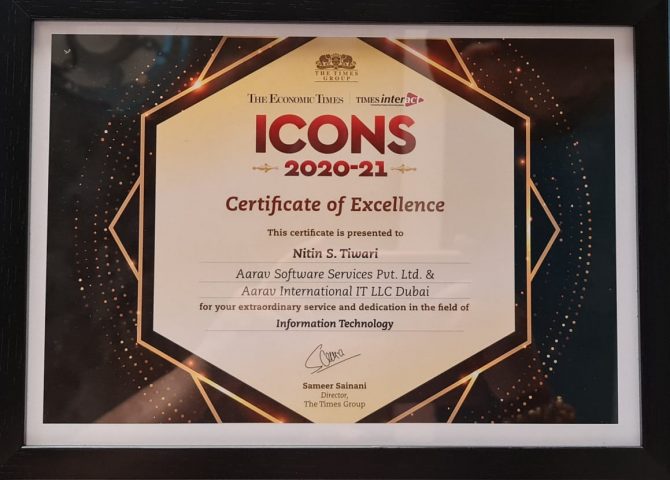 THE TIMES
GROUP
THE ECONOMIC TIMES TIMES interact
ICONS
2020-21
Certificate of Excellence
This certificate is presented to
Nitin S. Tiwari
Aarav Software Services Pvt. Ltd. &
Aarav International IT LLC Dubai
for your extraordinary service and dedication in the field of
Information Technology
Sameer Sainani
Director,
The Times Group